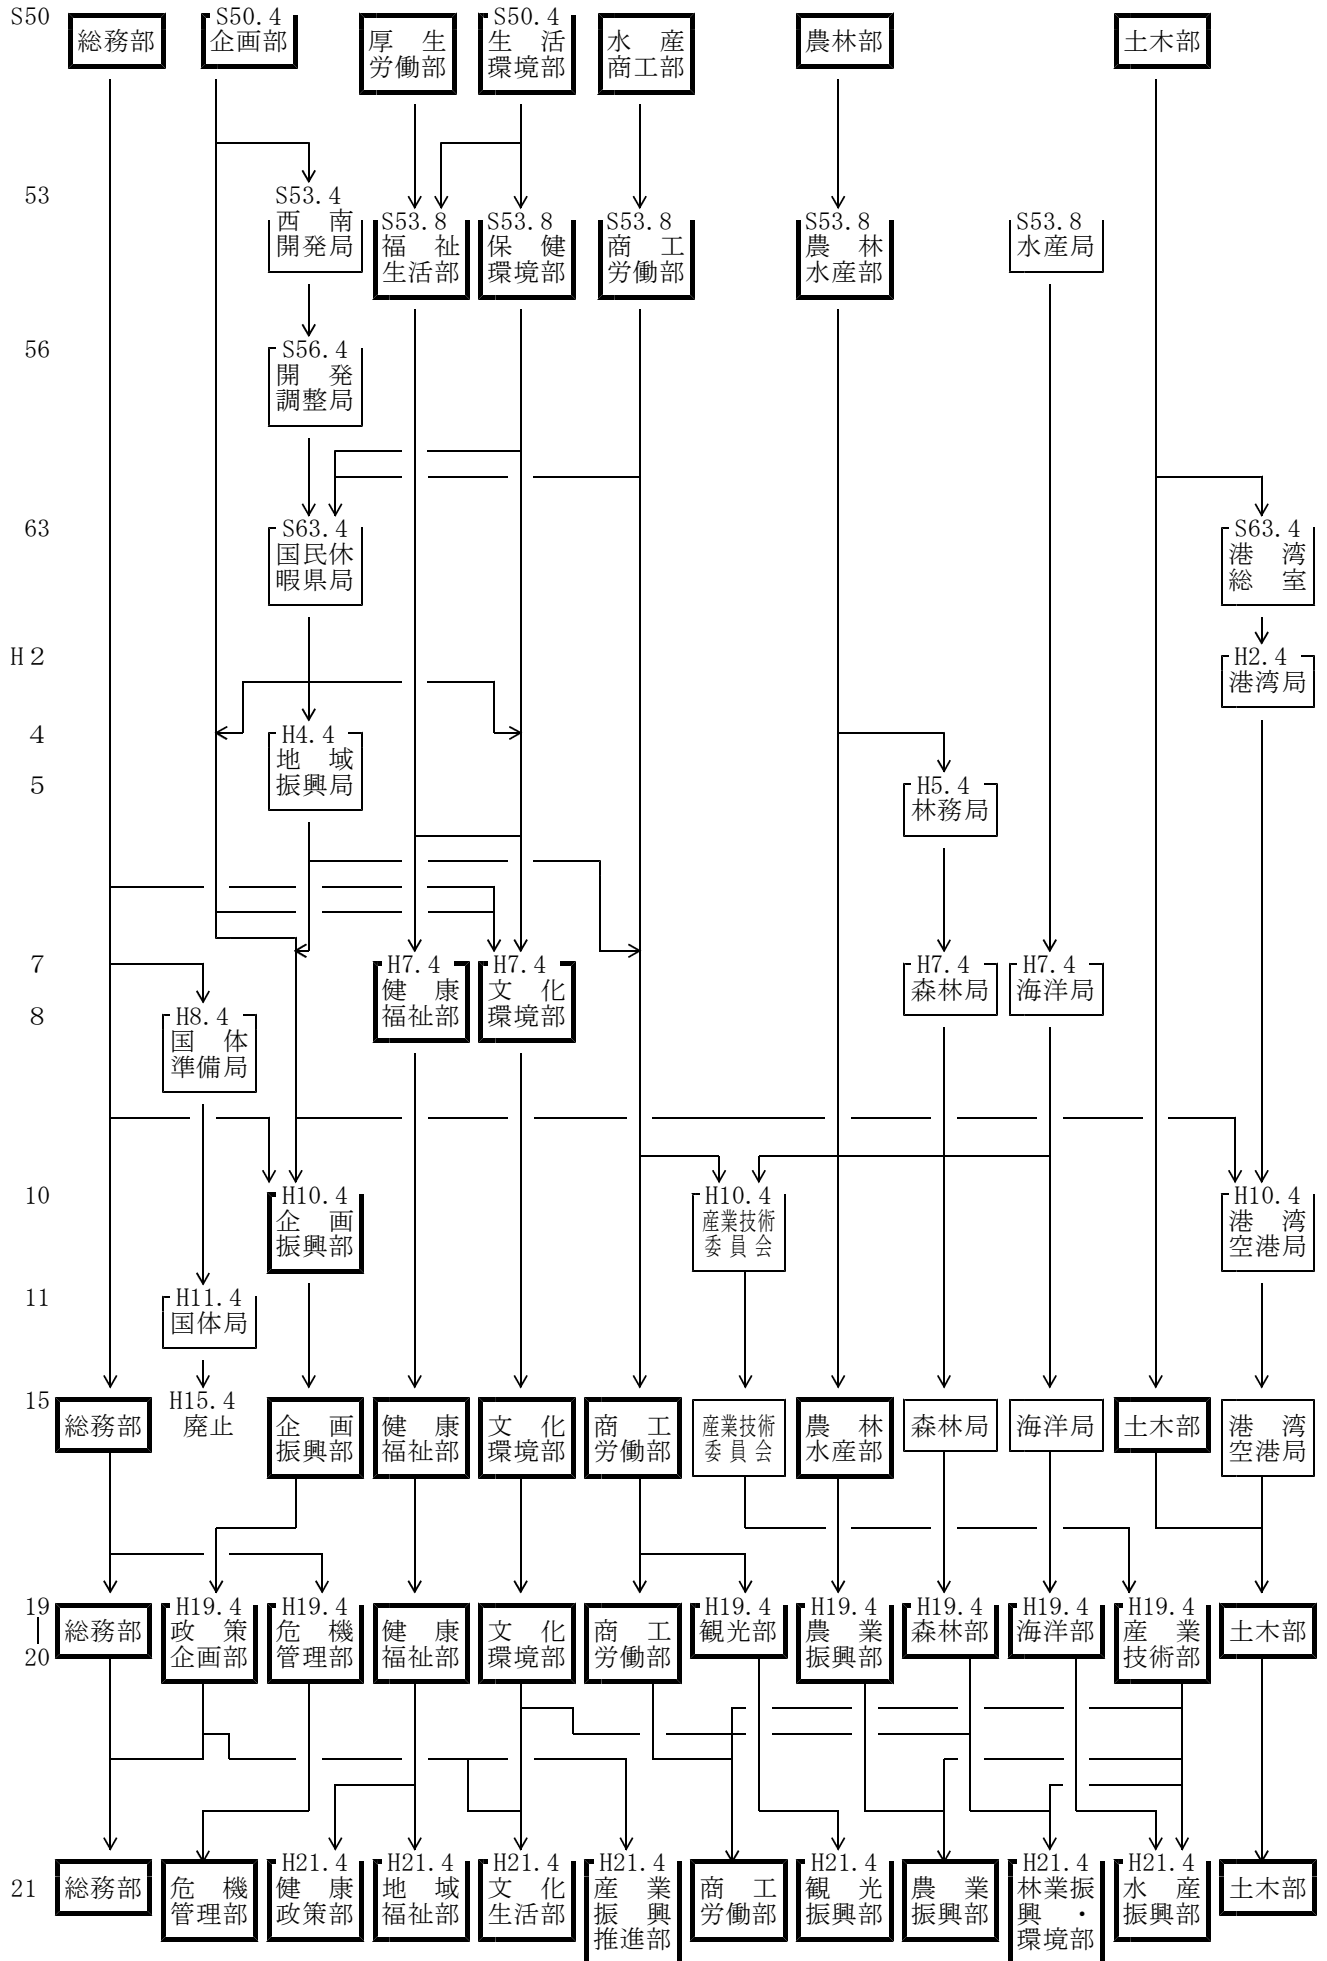 S50
総務部
S50.4
企画部
厚　生
労働部
S50.4
生　活
環境部
水　産
商工部
農林部
土木部
53
S53.4
西　南
開発局
S53.8
福　祉
生活部
S53.8
保　健
環境部
S53.8
商　工
労働部
S53.8
農　林
水産部
S53.8
水産局
56
S56.4
開　発
調整局
63
S63.4
国民休
暇県局
S63.4
港　湾
総　室
H２
H2.4
港湾局
４
H4.4
地　域
振興局
５
H5.4
林務局
７
H7.4
健　康
福祉部
H7.4
文　化
環境部
H7.4
森林局
H7.4
海洋局
８
H8.4
国　体
準備局
10
H10.4
企　画
振興部
H10.4
産業技術
委員会
H10.4
港　湾
空港局
11
H11.4
国体局
15
総務部
H15.4
廃止
企　画
振興部
健　康
福祉部
文　化
環境部
商　工
労働部
産業技術
委員会
農　林
水産部
森林局
海洋局
土木部
港　湾
空港局
19
|
20
総務部
H19.4
政　策
企画部
H19.4
危　機
管理部
健　康
福祉部
文　化
環境部
商　工
労働部
H19.4
観光部
H19.4
農　業
振興部
H19.4
森林部
H19.4
海洋部
H19.4
産　業
技術部
土木部
21
総務部
危　機
管理部
H21.4
健　康
政策部
H21.4
地　域
福祉部
H21.4
文　化
生活部
H21.4
産　業
振　興
推進部
商　工
労働部
H21.4
観　光
振興部
農　業
振興部
H21.4
林業振
興　・
環境部
H21.4
水　産
振興部
土木部